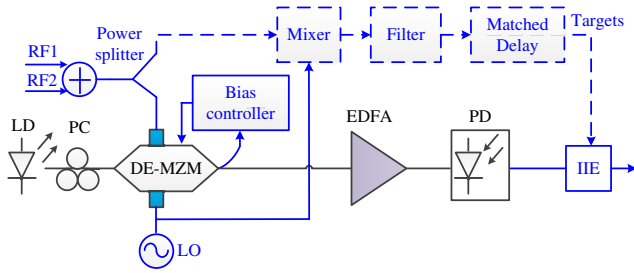 RF1
RF2
Power
splitter
Mixer
Filter
Matched
Delay
Targets
Bias
controller
LD
PC
DE-MZM
EDFA
PD
IIE
LO